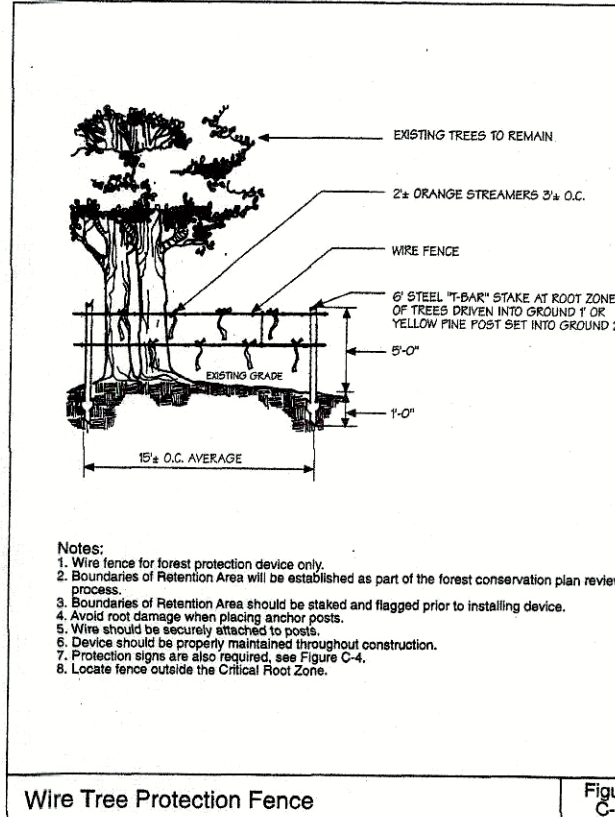 EXISTING TREES TO REMAIN
2'± ORANGE STREAMERS 3'± O.C.
WIRE FENCE
6' STEEL "T-BAR" STAKE AT ROOT ZONE
OF TREES DRIVEN INTO GROUND 1' OR
YELLOW PINE POST SET INTO GROUND
5'-0"
EXISTING GRADE
1'-0"
15'± O.C. AVERAGE
Notes:
1. Wire fence for forest protection device only.
2. Boundaries of Retention Area will be established as part of the forest conservation plan
process.
3. Boundaries of Retention Area should be staked and flagged prior to installing device.
4. Avoid root damage when placing anchor posts.
5. Wire should be securely attached to posts.
6. Device should be properly maintained throughout construction.
7. Protection signs are also required, see Figure C-4.
8. Locate fence outside the Critical Root Zone.
Wire Tree Protection Fence
C-